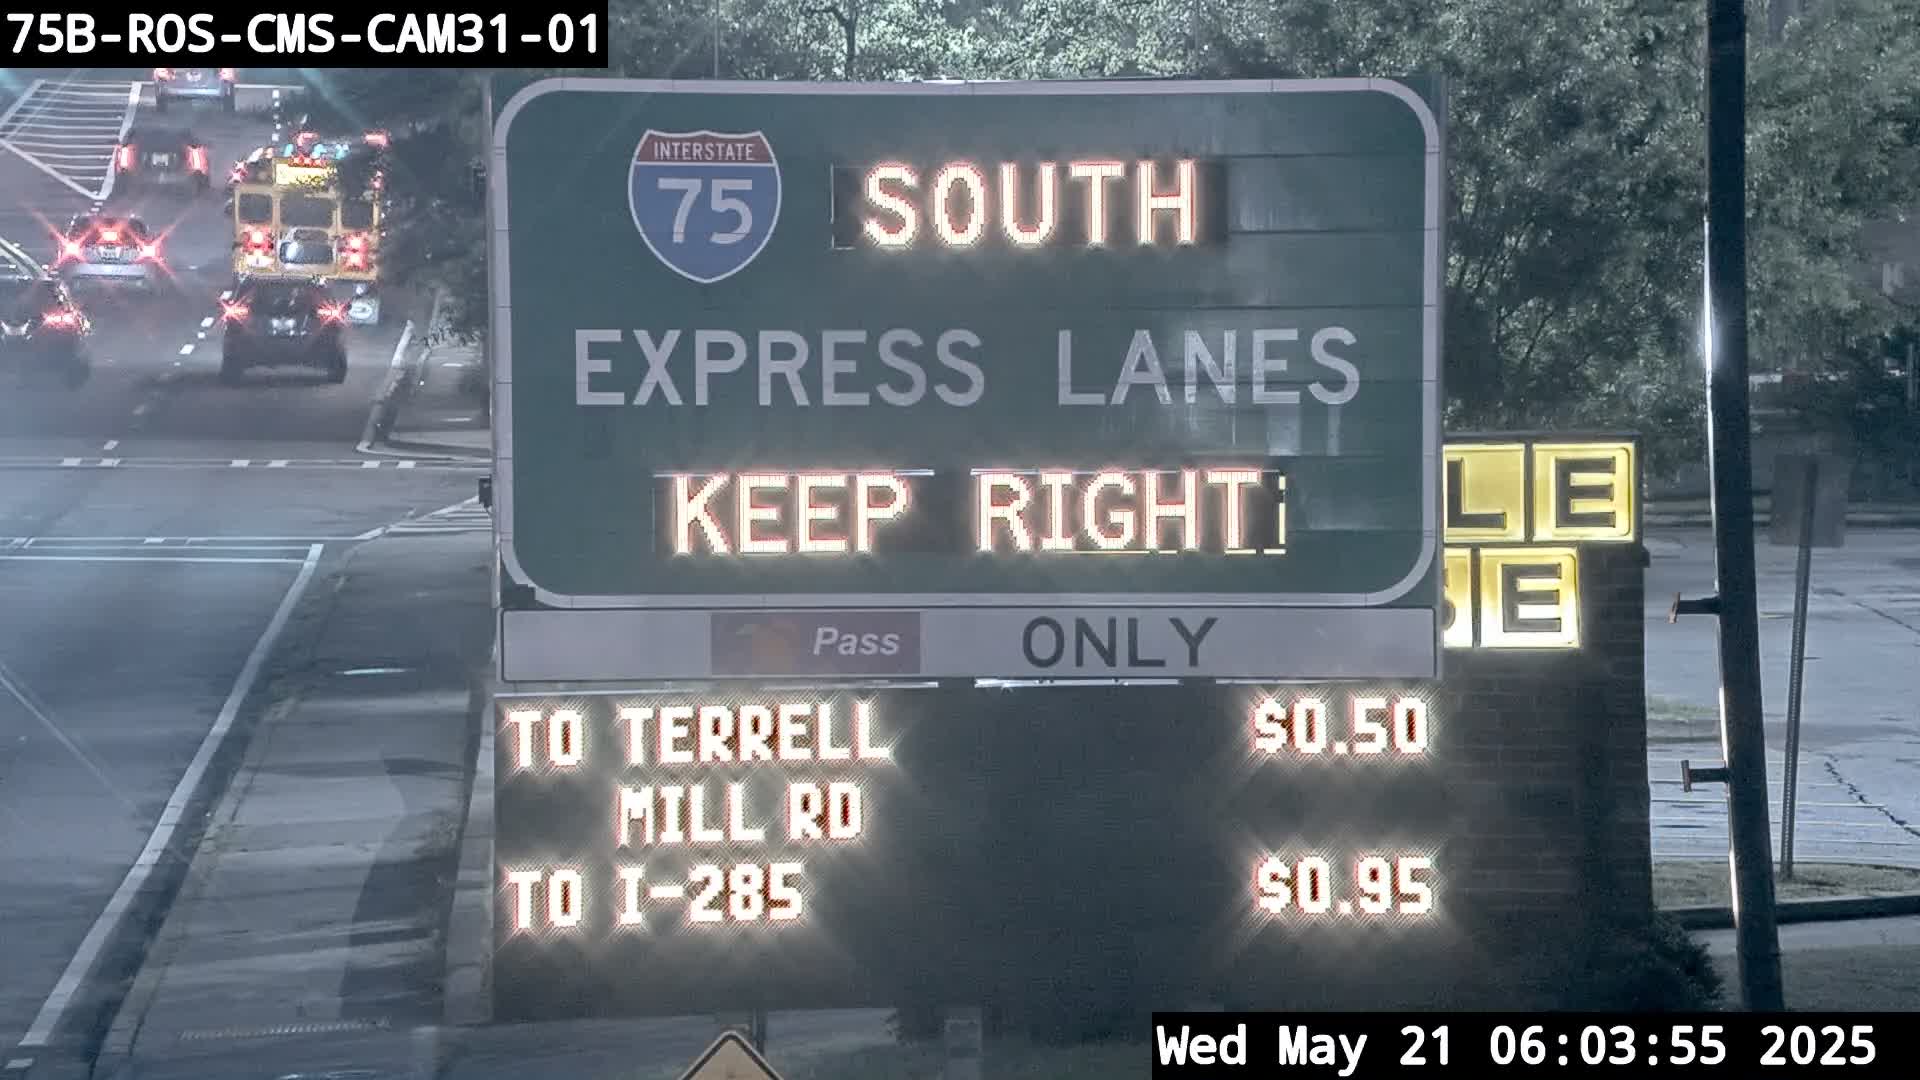 75B-ROS-CMS-CAM31-01
INTERSTATE
75
SOUTH
EXPRESS LANES
KEEP RIGHT
Pass ONLY
TO TERRELL $0.50
MILL RD
TO I-285 $0.95
LE
E
Wed May 21 06:03:55 2025